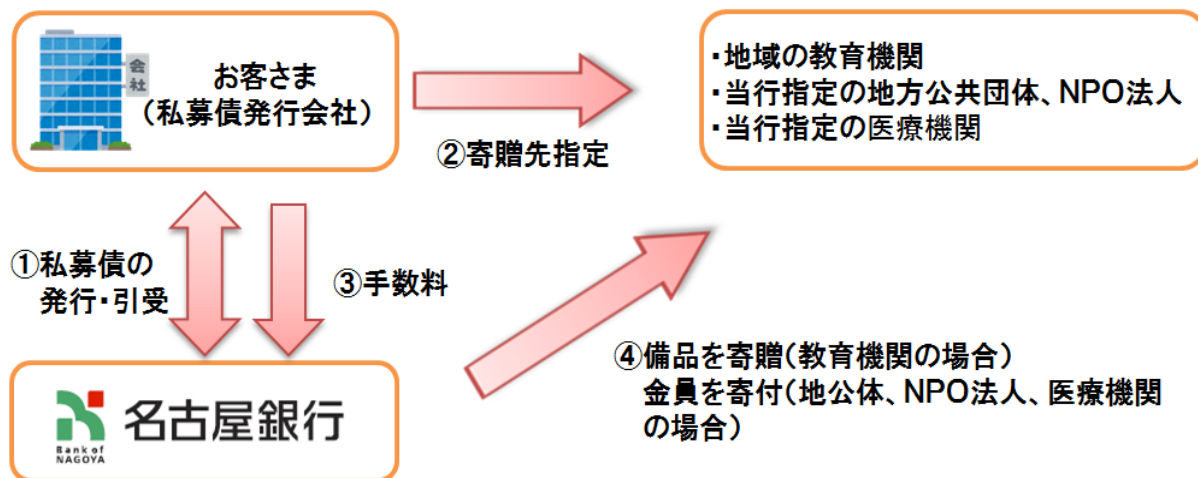 会
社
お客さま
（私募債発行会社）
・地域の教育機関
・当行指定の地方公共団体、NPO法人
・当行指定の医療機関
②寄贈先指定
①私募債の
発行・引受
③手数料
④備品を寄贈（教育機関の場合）
金員を寄付（地公体、NPO法人、医療機関
の場合）
名古屋銀行
Bank of
NAGOYA